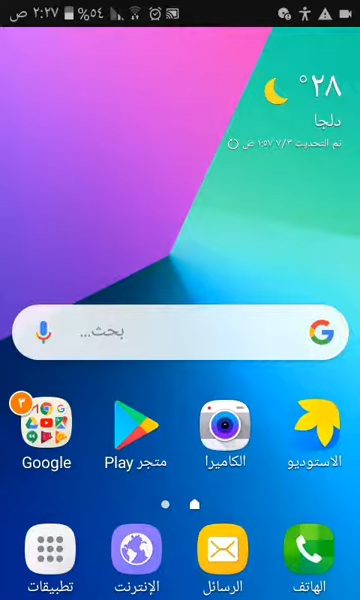 ٢:٢٧ ص ٥٤%
٢٨°
دلجا
تم التحديث ٧/٣ ١:٥٧ ص
بحث...
٣
الاستوديو
الكاميرا
متجر Play
Google
الهاتف
الرسائل
الإنترنت
تطبيقات